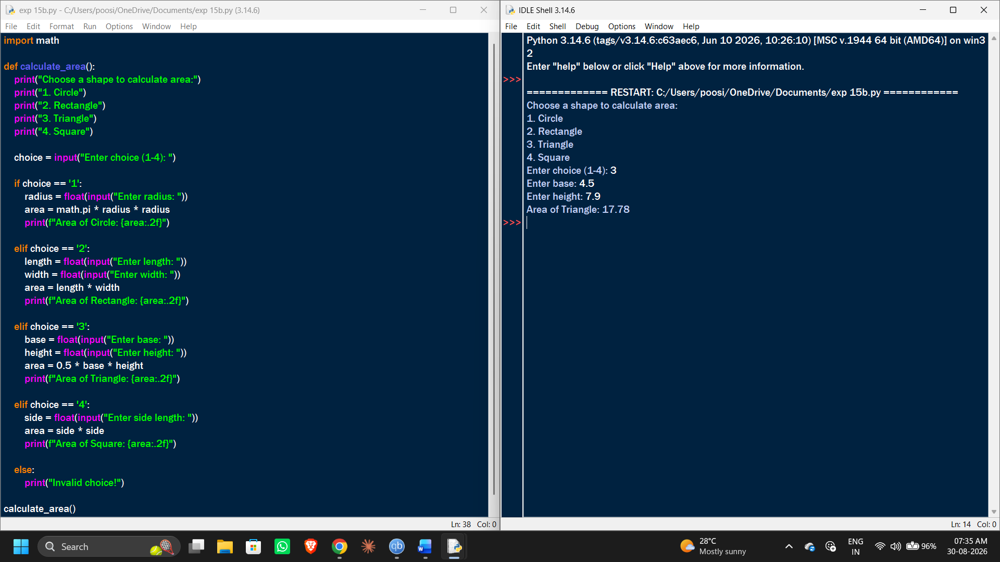 exp 15b.py - C:/Users/poosi/OneDrive/Documents/exp 15b.py (3.14.6)
File Edit Format Run Options Window Help
import math
def calculate_area():
    print("Choose a shape to calculate area:")
    print("1. Circle")
    print("2. Rectangle")
    print("3. Triangle")
    print("4. Square")
    choice = input("Enter choice (1-4): ")
    if choice == '1':
        radius = float(input("Enter radius: "))
        area = math.pi * radius * radius
        print(f"Area of Circle: {area:.2f}")
    elif choice == '2':
        length = float(input("Enter length: "))
        width = float(input("Enter width: "))
        area = length * width
        print(f"Area of Rectangle: {area:.2f}")
    elif choice == '3':
        base = float(input("Enter base: "))
        height = float(input("Enter height: "))
        area = 0.5 * base * height
        print(f"Area of Triangle: {area:.2f}")
    elif choice == '4':
        side = float(input("Enter side length: "))
        area = side * side
        print(f"Area of Square: {area:.2f}")
    else:
        print("Invalid choice!")
calculate_area()
Ln: 38 Col: 0
IDLE Shell 3.14.6
File Edit Shell Debug Options Window Help
Python 3.14.6 (tags/v3.14.6:c63aec6, Jun 10 2026, 10:26:10) [MSC v.1944 64 bit (AMD64)] on win3
2
Enter "help" below or click "Help" above for more information.
>>>
============= RESTART: C:/Users/poosi/OneDrive/Documents/exp 15b.py ============
Choose a shape to calculate area:
1. Circle
2. Rectangle
3. Triangle
4. Square
Enter choice (1-4): 3
Enter base: 4.5
Enter height: 7.9
Area of Triangle: 17.78
>>>
Ln: 14 Col: 0
Search
qb
W
28°C
Mostly sunny
ENG
IN
96%
07:35 AM
30-08-2026